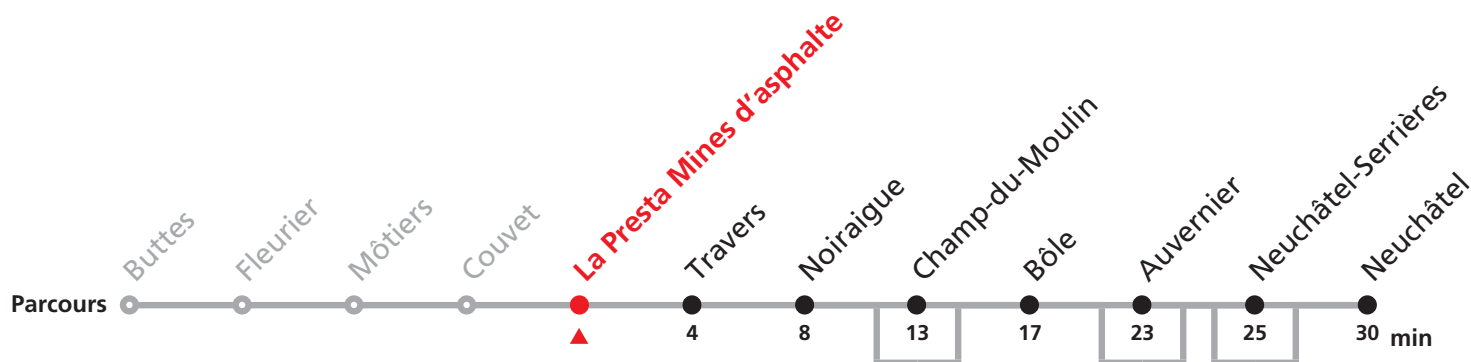 Buttes
Fleurier
Môtiers
Couvet
La Presta Mines d'asphalte
Travers
Noiraigue
Champ-du-Moulin
Bôle
Auvernier
Neuchâtel-Serrières
Neuchâtel
Parcours
4 8 13 17 23 25 30 min